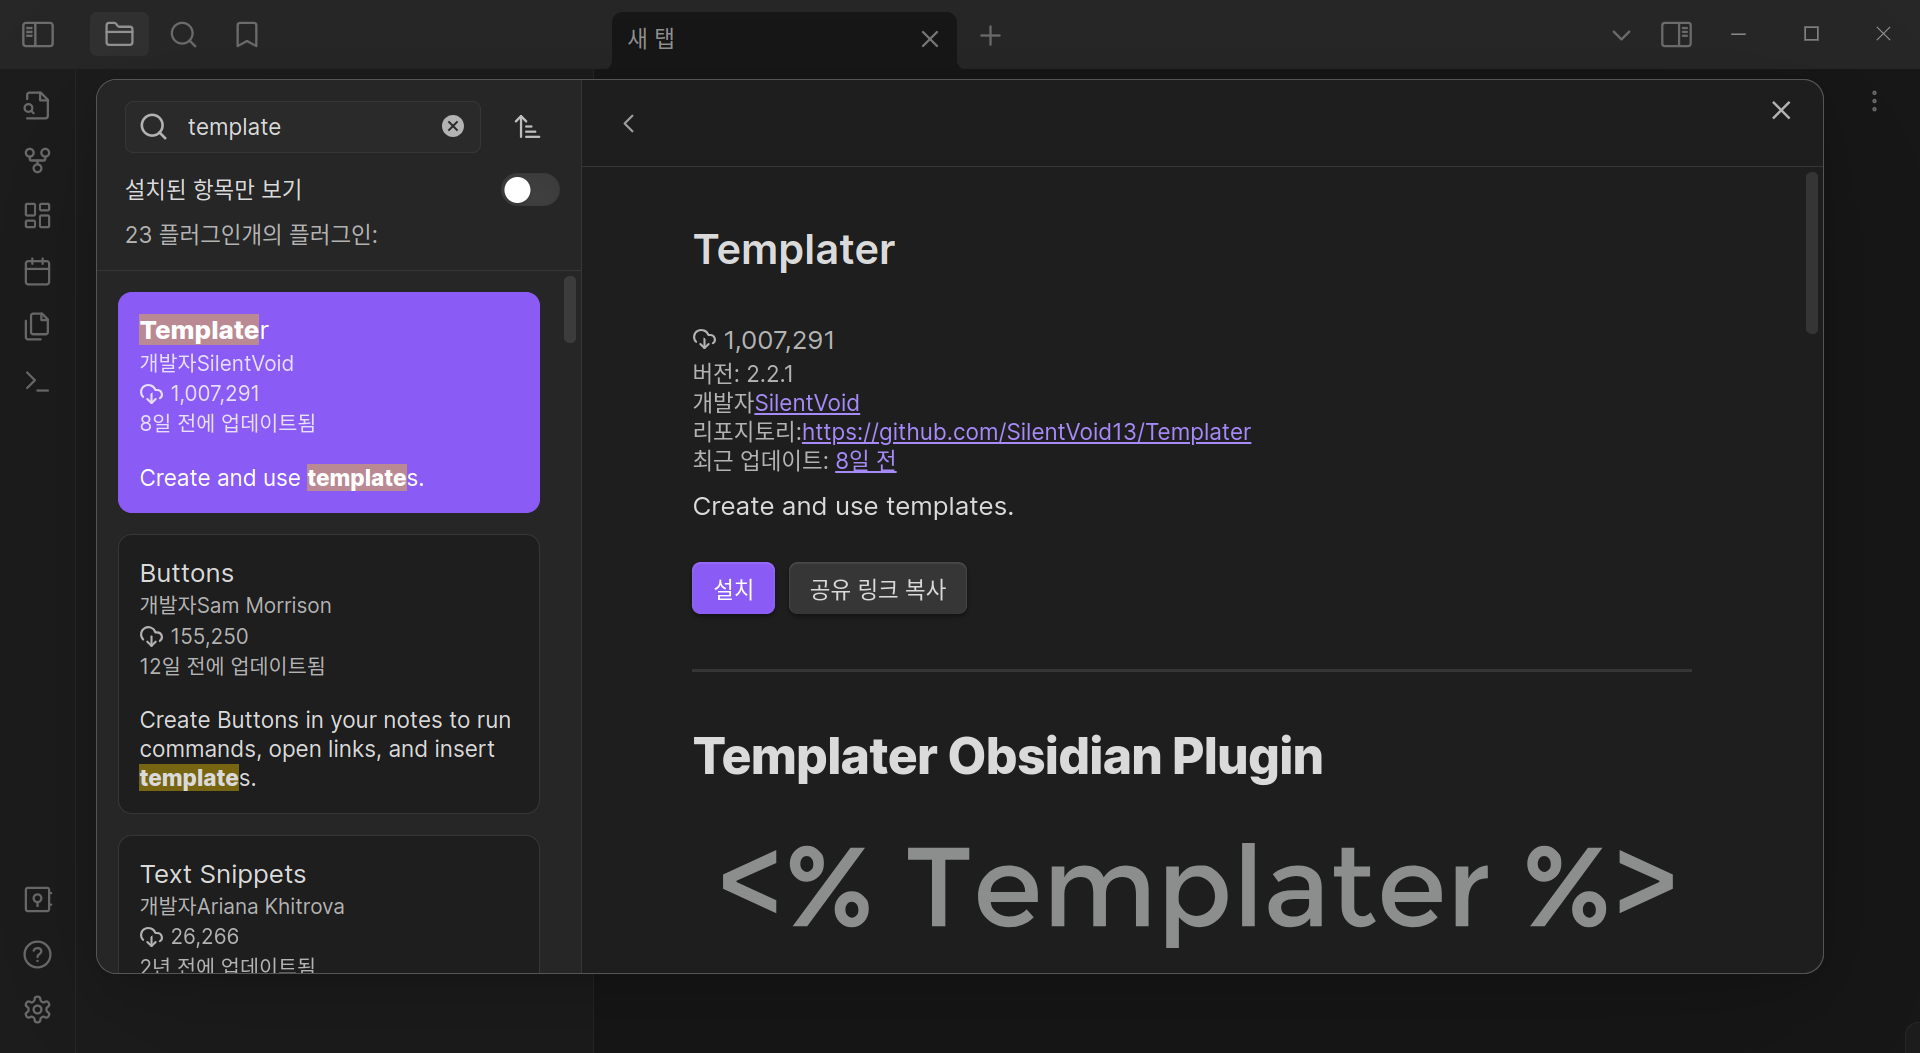 새 탭
template
설치된 항목만 보기
23 플러그인개의 플러그인:
Templater
개발자SilentVoid
1,007,291
8일 전에 업데이트됨
Create and use templates.
Buttons
개발자Sam Morrison
155,250
12일 전에 업데이트됨
Create Buttons in your notes to run
commands, open links, and insert
templates.
Text Snippets
개발자Ariana Khitrova
26,266
2년 전에 업데이트됨
Templater
1,007,291
버전: 2.2.1
개발자SilentVoid
리포지토리:https://github.com/SilentVoid13/Templater
최근 업데이트: 8일 전
Create and use templates.
설치
공유 링크 복사
Templater Obsidian Plugin
<% Templater %>